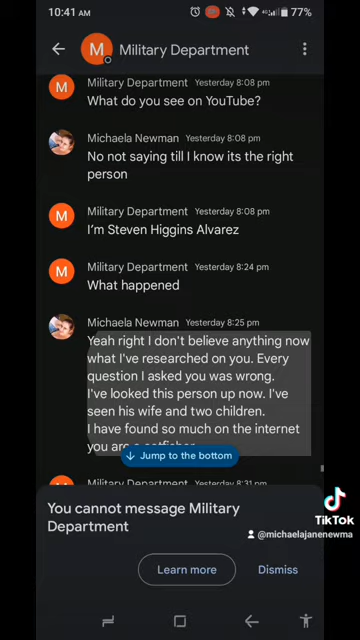 10:41 AM
4G
77%
Military Department
Military Department Yesterday 8:08 pm
What do you see on YouTube?
Michaela Newman Yesterday 8:08 pm
No not saying till I know its the right
person
Military Department Yesterday 8:08 pm
I'm Steven Higgins Alvarez
Military Department Yesterday 8:24 pm
What happened
Michaela Newman Yesterday 8:25 pm
Yeah right I don't believe anything now
what I've researched on you. Every
question I asked you was wrong.
I've looked this person up now. I've
seen his wife and two children.
I have found so much on the internet
you are a catfisher
Jump to the bottom
Military Department Yesterday 8:31 pm
You cannot message Military
Department
Learn more
Dismiss
TikTok
@michaelajanenewma
M
M
M
M
M